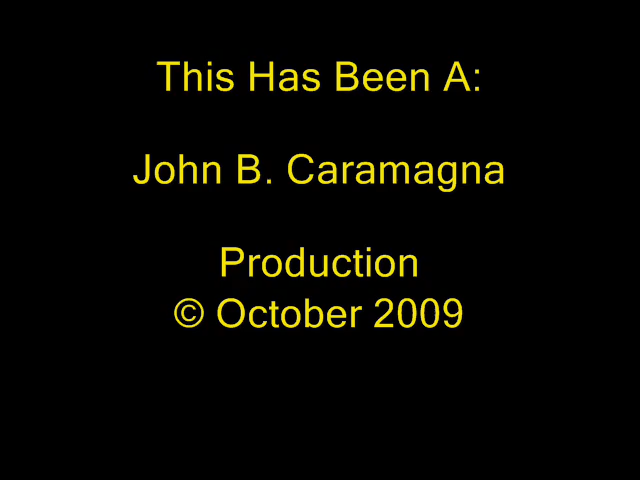 This Has Been A:
John B. Caramagna
Production
© October 2009